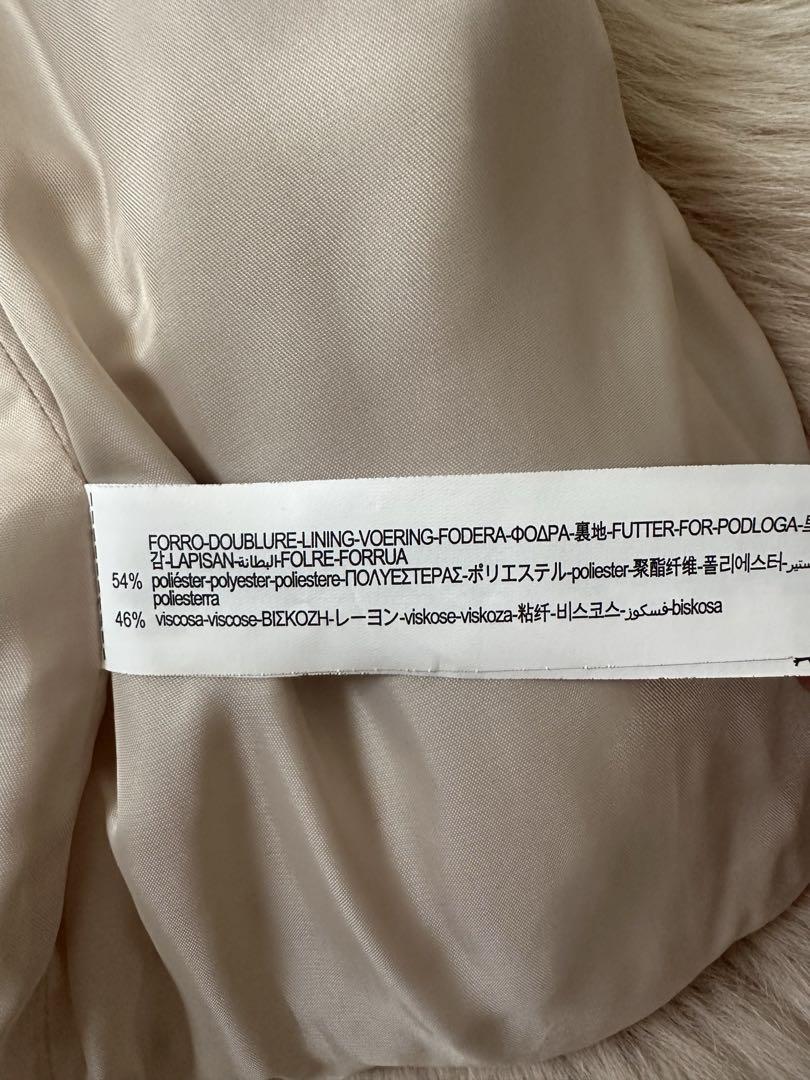 FORRO-DOUBLURE-LINING-VOERING-FODERA-ΦΟΔΡΑ-裏地-FUTTER-FOR-PODLOGA-
감-LAPISAN-البطانة-FOLRE-FORRUA
54% poliéster-polyester-poliestere-ΠΟΛΥΕΣΤΕΡΑΣ-ポリエステル-poliester-聚酯纤维-폴리에스터-
poliesterra
46% viscosa-viscose-ΒΙΣΚΟΖΗ-レーヨン-viskose-viskoza-粘纤-비스코스-فسكوز-biskosa